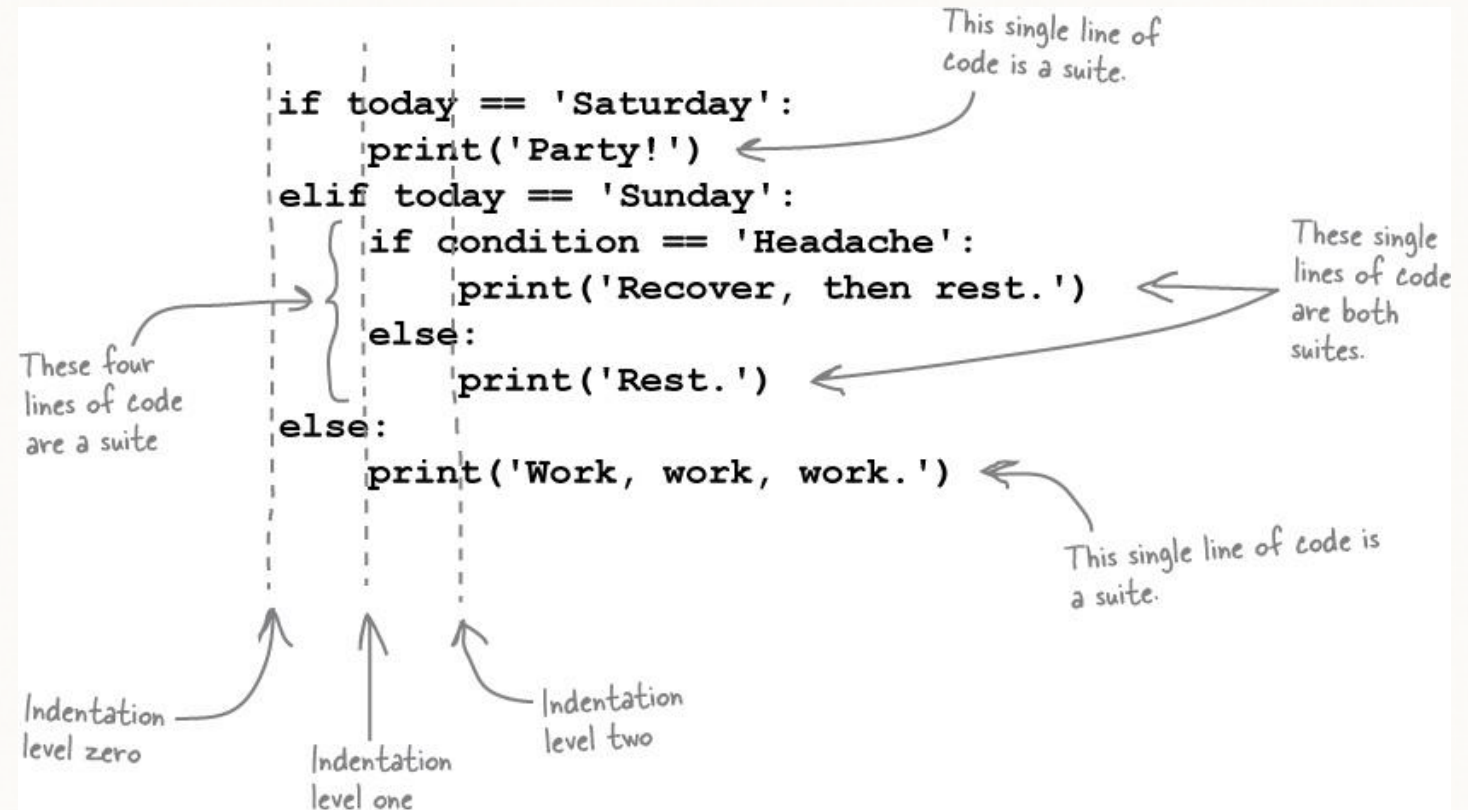 This single line of
code is a suite.
if today == 'Saturday':
print('Party!')
elif today == 'Sunday':
if condition == 'Headache':
print('Recover, then rest.')
else:
print('Rest.')
else:
print('Work, work, work.')
These single
lines of code
are both
suites.
These four
lines of code
are a suite
This single line of code is
a suite.
Indentation
level zero
Indentation
level one
Indentation
level two